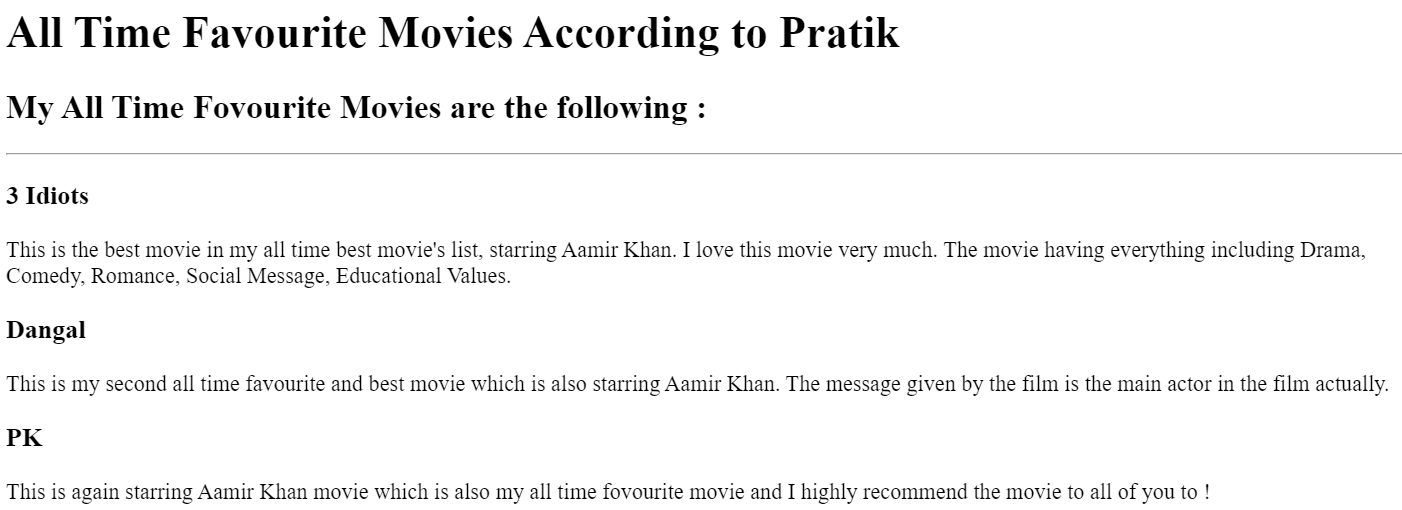 All Time Favourite Movies According to Pratik
My All Time Fovourite Movies are the following :
3 Idiots
This is the best movie in my all time best movie's list, starring Aamir Khan. I love this movie very much. The movie having everything including Drama,
Comedy, Romance, Social Message, Educational Values.
Dangal
This is my second all time favourite and best movie which is also starring Aamir Khan. The message given by the film is the main actor in the film actually.
PK
This is again starring Aamir Khan movie which is also my all time fovourite movie and I highly recommend the movie to all of you to !